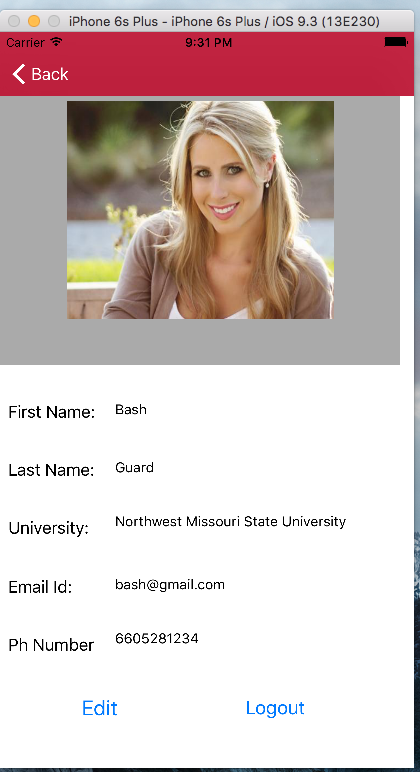 iPhone 6s Plus - iPhone 6s Plus / iOS 9.3 (13E230)
Carrier 9:31 PM
Back
First Name: Bash
Last Name: Guard
University: Northwest Missouri State University
Email Id: bash@gmail.com
Ph Number 6605281234
Edit Logout